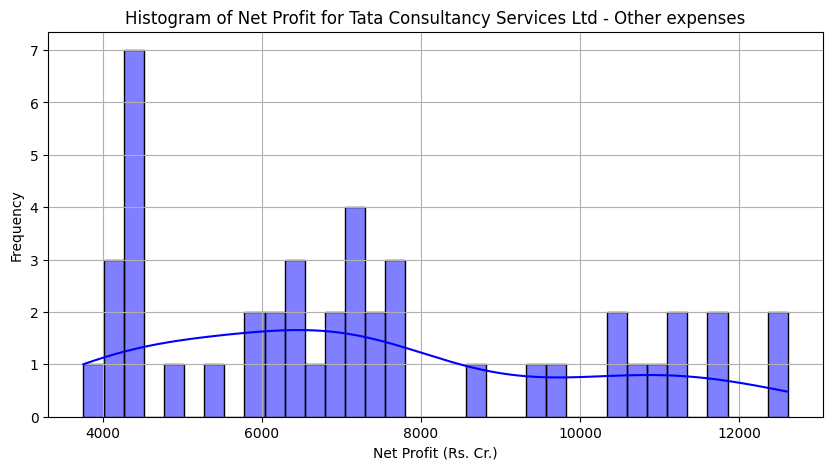 Histogram of Net Profit for Tata Consultancy Services Ltd - Other expenses
7
6
5
4
3
2
1
0
Frequency
4000 6000 8000 10000 12000
Net Profit (Rs. Cr.)